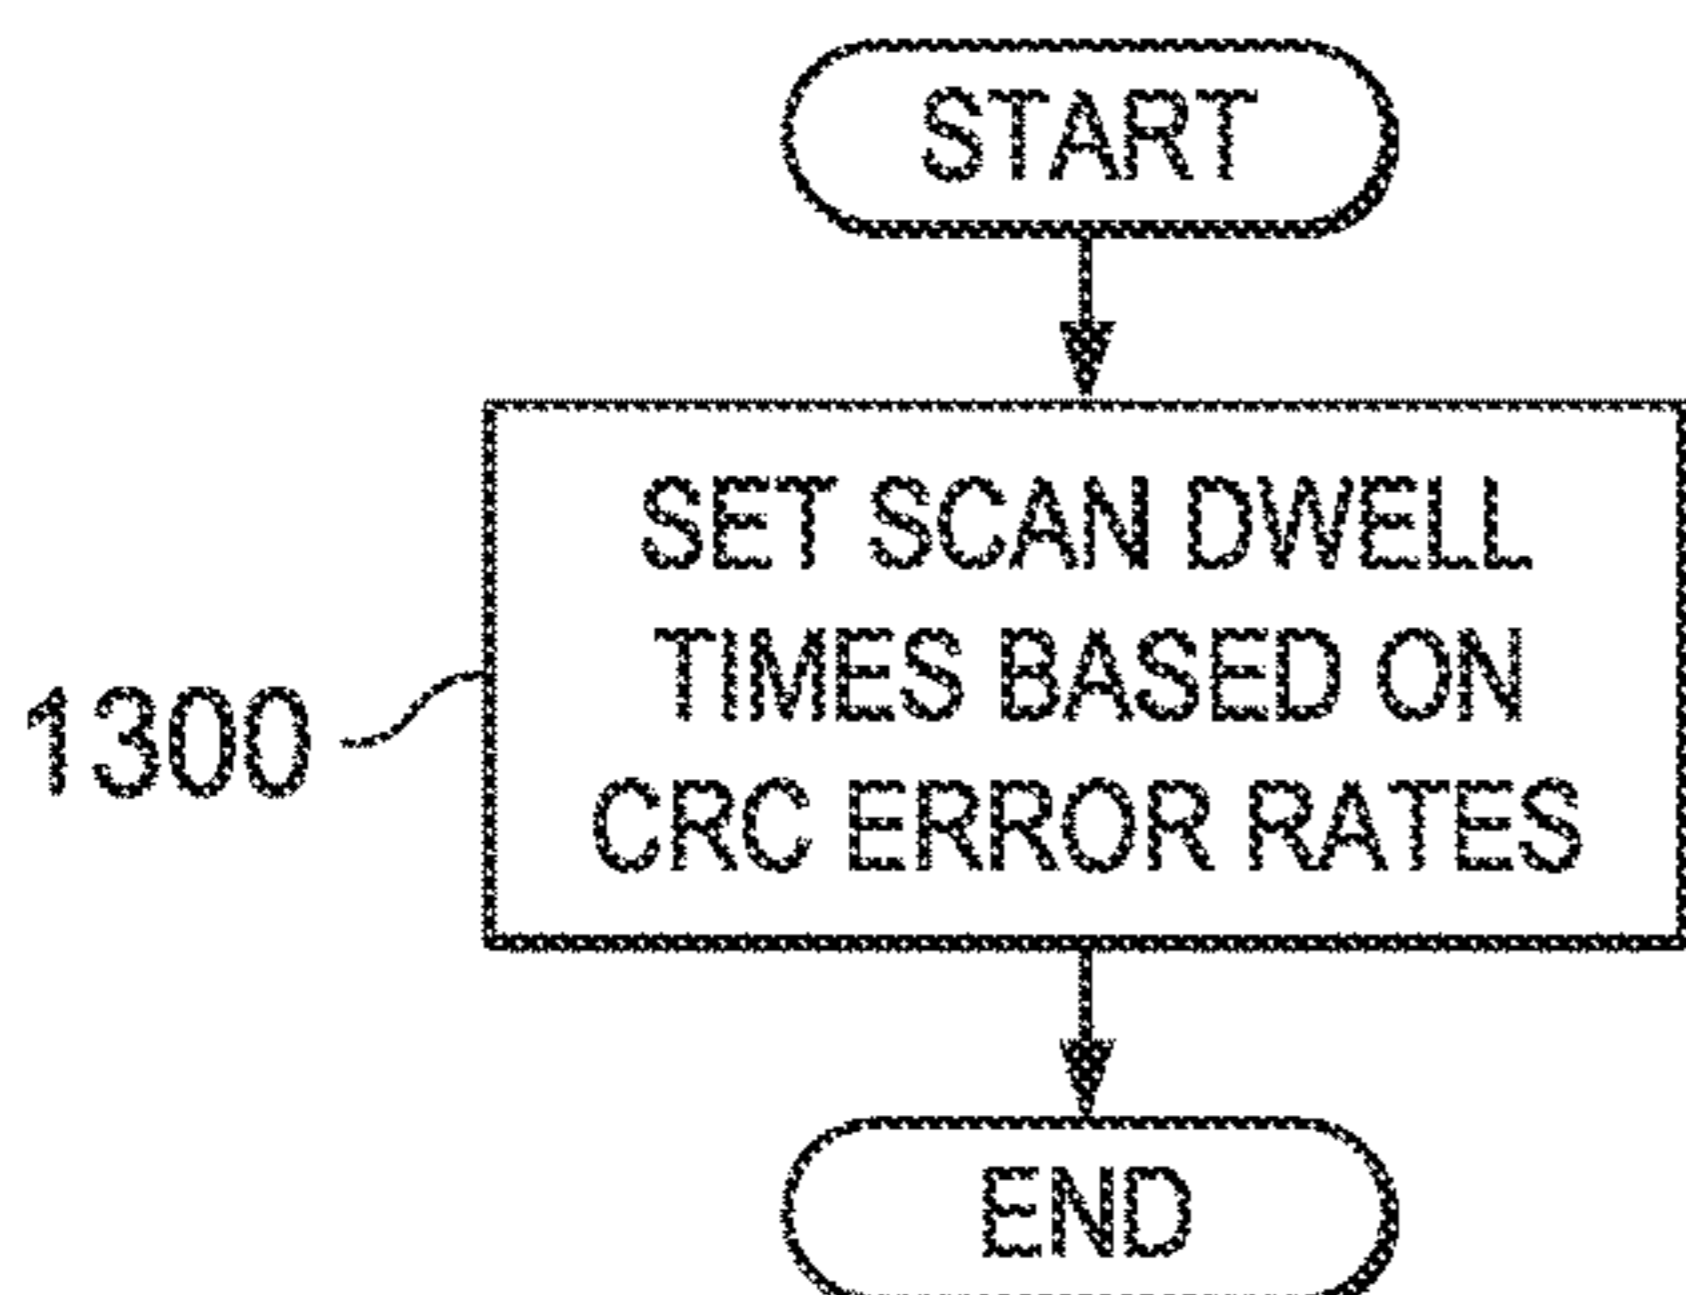 START
SET SCAN DWELL
TIMES BASED ON
CRC ERROR RATES
1300
END